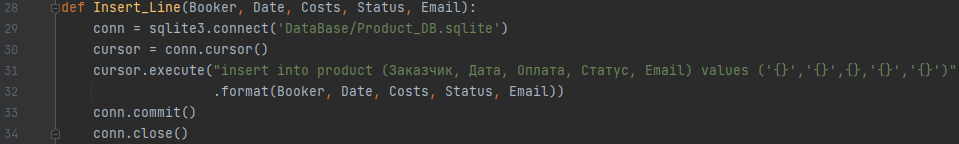 28 def Insert_Line(Booker, Date, Costs, Status, Email):
29 conn = sqlite3.connect('DataBase/Product_DB.sqlite')
30 cursor = conn.cursor()
31 cursor.execute("insert into product (Заказчик, Дата, Оплата, Статус, Email) values ('{}','{}',{},'{}','{}')"
32 .format(Booker, Date, Costs, Status, Email))
33 conn.commit()
34 conn.close()